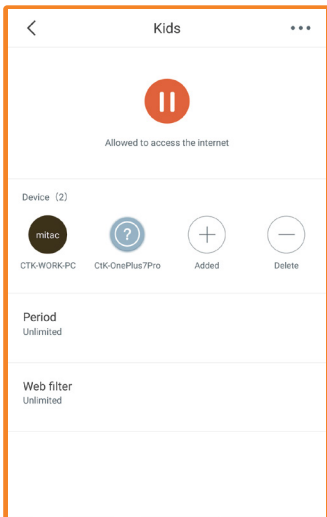 Kids
Allowed to access the internet
Device (2)
mitac
?
CTK-WORK-PC
CtK-OnePlus7Pro
Added
Delete
Period
Unlimited
Web filter
Unlimited